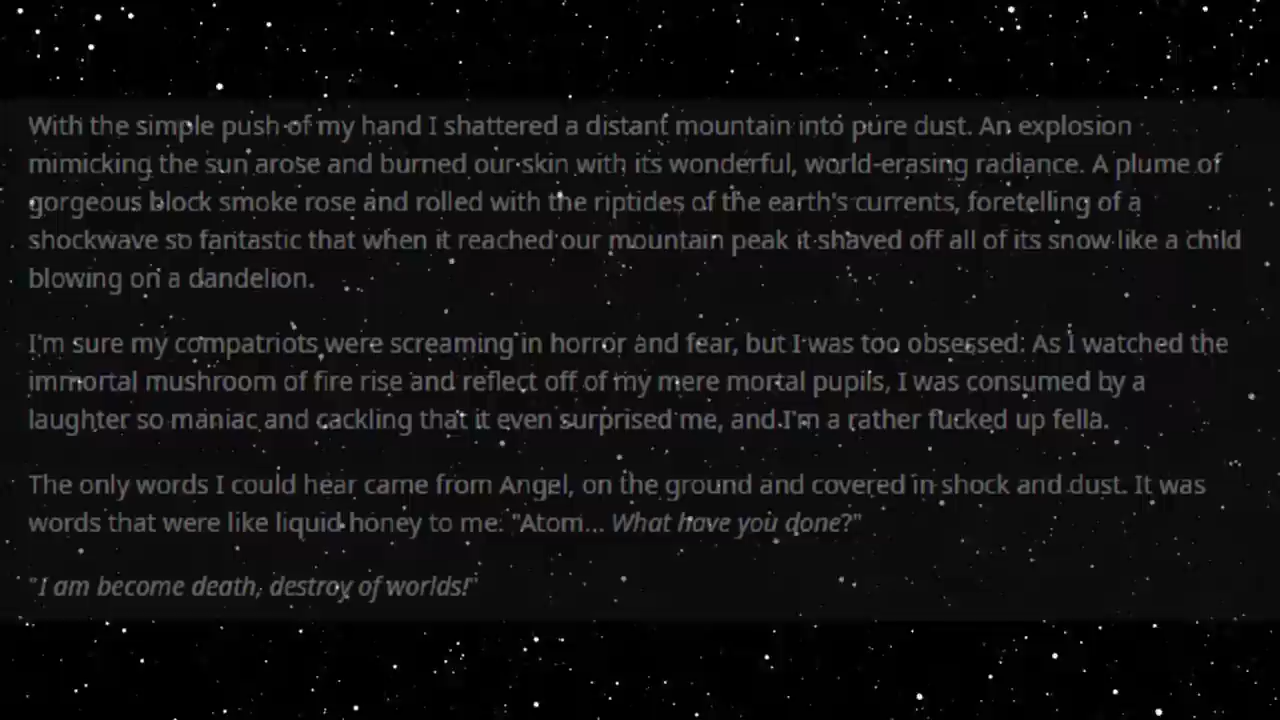 With the simple push of my hand I shattered a distant mountain into pure dust. An explosion
mimicking the sun arose and burned our skin with its wonderful, world-erasing radiance. A plume of
gorgeous block smoke rose and rolled with the riptides of the earth's currents, foretelling of a
shockwave so fantastic that when it reached our mountain peak it shaved off all of its snow like a child
blowing on a dandelion.
I'm sure my compatriots were screaming in horror and fear, but I was too obsessed: As I watched the
immortal mushroom of fire rise and reflect off of my mere mortal pupils, I was consumed by a
laughter so maniac and cackling that it even surprised me, and I'm a rather fucked up fella.
The only words I could hear came from Angel, on the ground and covered in shock and dust. It was
words that were like liquid honey to me: "Atom... What have you done?"
"I am become death, destroy of worlds!"